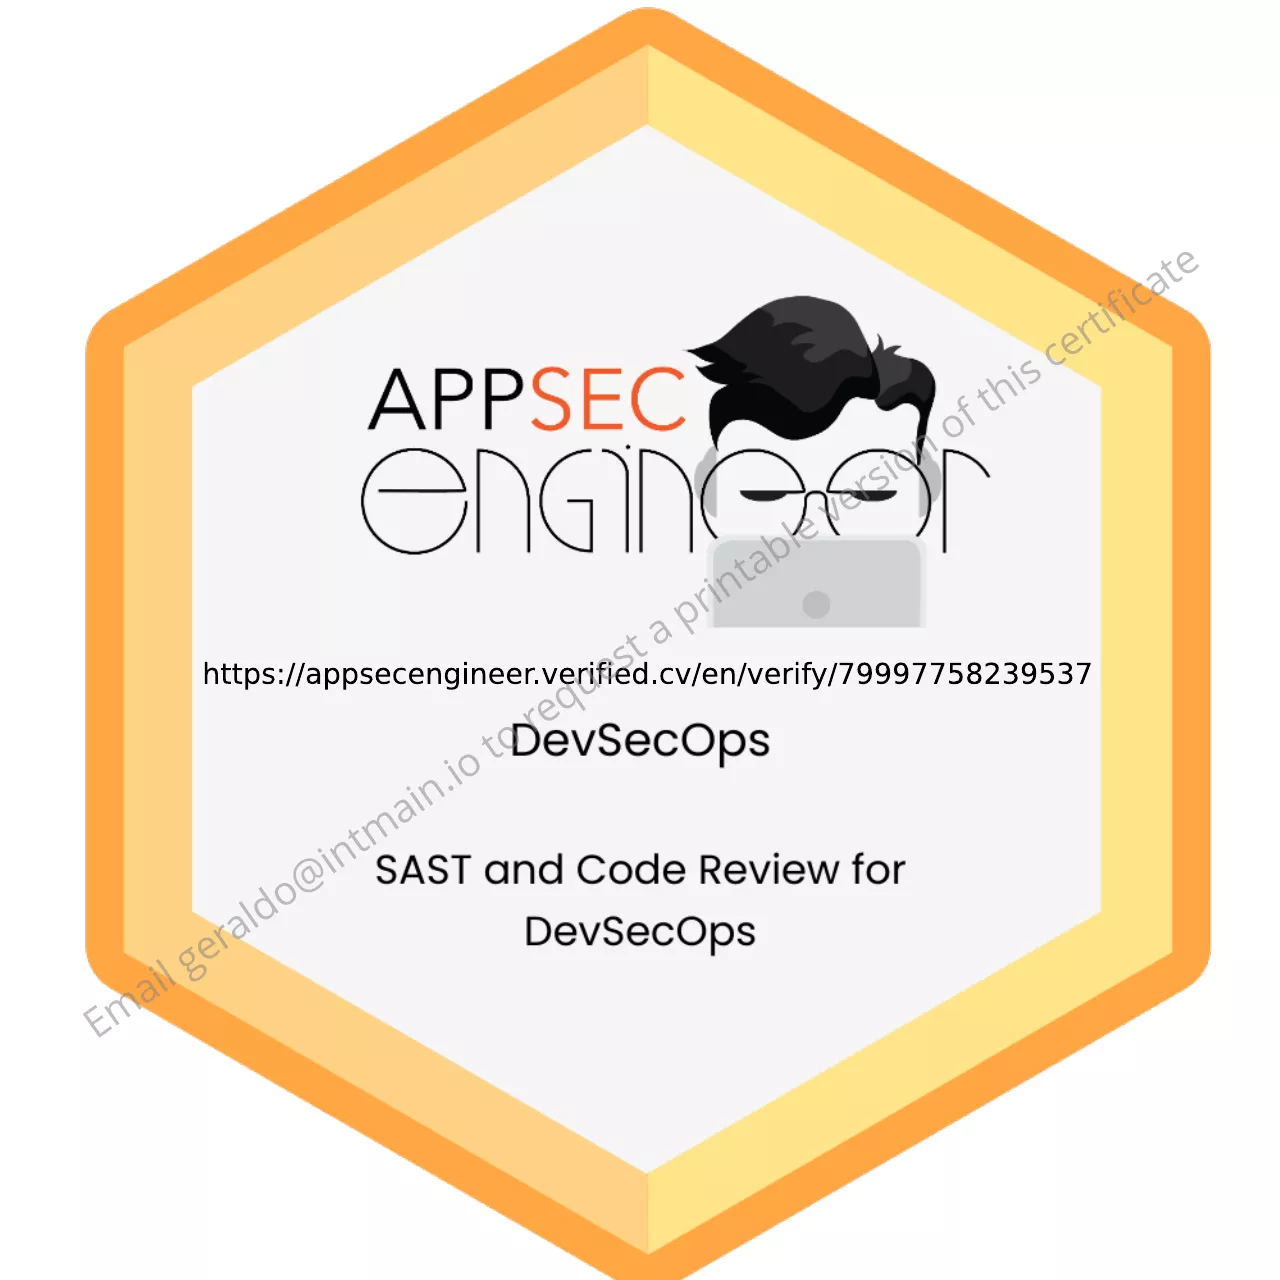 APPSEC
engineer
https://appsecengineer.verified.cv/en/verify/79997758239537
DevSecOps
SAST and Code Review for
DevSecOps
Email geraldo@intmain.io to request a printable version of this certificate